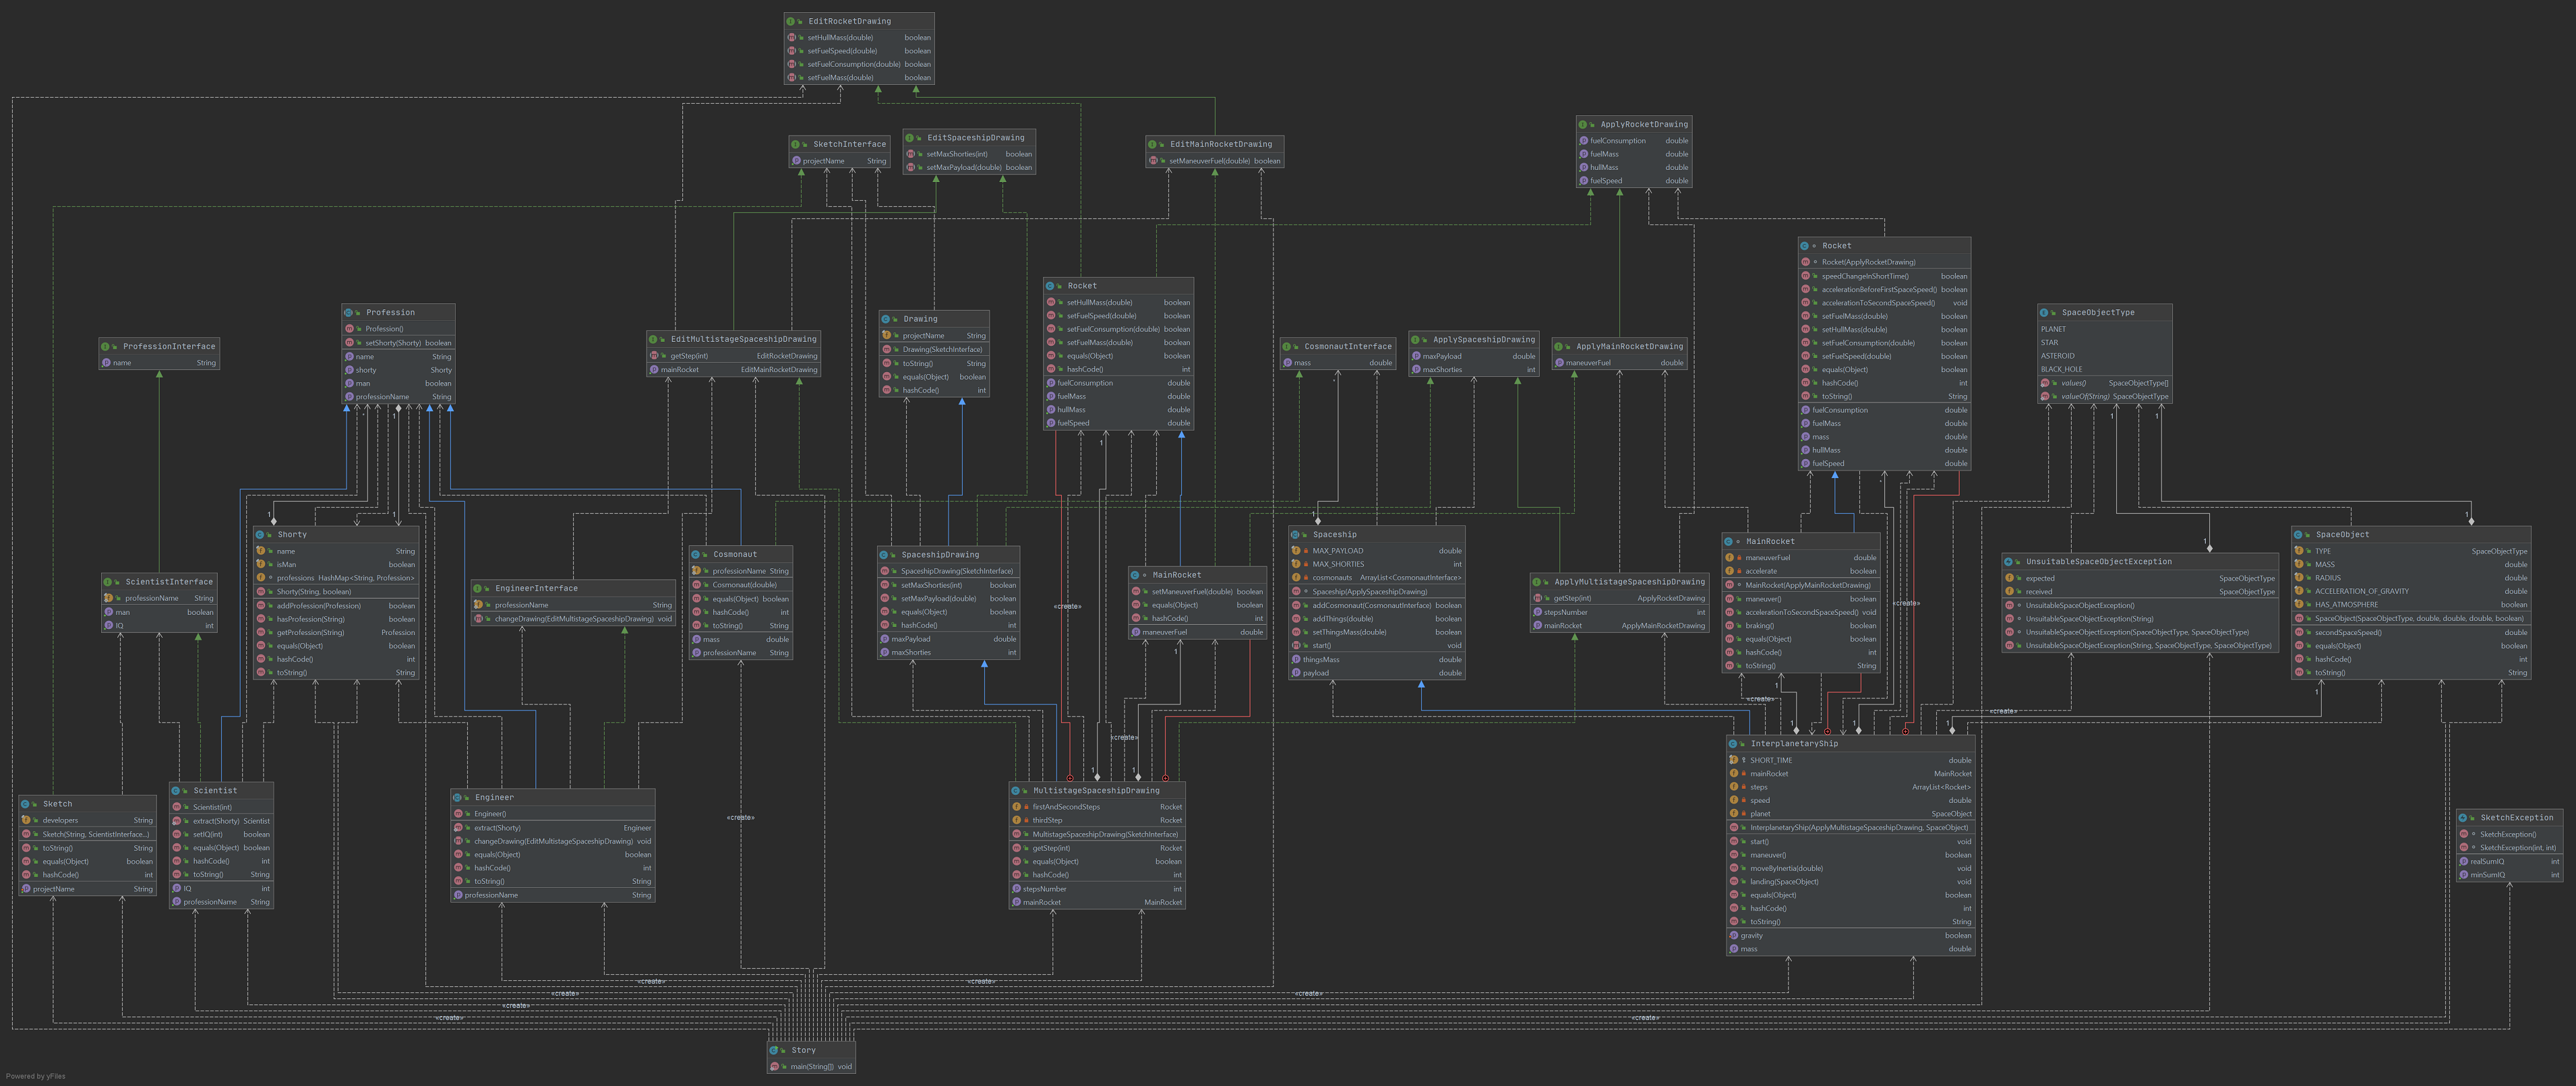 EditRocketDrawing
setHullMass(double) boolean
setFuelSpeed(double) boolean
setFuelConsumption(double) boolean
setFuelMass(double) boolean
SketchInterface
projectName String
EditSpaceshipDrawing
setMaxShorties(int) boolean
setMaxPayload(double) boolean
EditMainRocketDrawing
setManeuverFuel(double) boolean
ApplyRocketDrawing
fuelConsumption double
fuelMass double
hullMass double
fuelSpeed double
Rocket
Rocket(ApplyRocketDrawing)
speedChangeInShortTime() boolean
accelerationBeforeFirstSpaceSpeed() boolean
accelerationToSecondSpaceSpeed() void
setFuelMass(double) boolean
setHullMass(double) boolean
setFuelConsumption(double) boolean
setFuelSpeed(double) boolean
equals(Object) boolean
hashCode() int
toString() String
fuelConsumption double
fuelMass double
mass double
hullMass double
fuelSpeed double
Rocket
setHullMass(double) boolean
setFuelSpeed(double) boolean
setFuelConsumption(double) boolean
setFuelMass(double) boolean
equals(Object) boolean
hashCode() int
fuelConsumption double
fuelMass double
hullMass double
fuelSpeed double
Profession
Profession()
setShorty(Shorty) boolean
name String
shorty Shorty
man boolean
professionName String
ProfessionInterface
name String
EditMultistageSpaceshipDrawing
getStep(int) EditRocketDrawing
mainRocket EditMainRocketDrawing
Drawing
projectName String
Drawing(SketchInterface)
toString() String
equals(Object) boolean
hashCode() int
CosmonautInterface
mass double
ApplySpaceshipDrawing
maxPayload double
maxShorties int
ApplyMainRocketDrawing
maneuverFuel double
SpaceObjectType
PLANET
STAR
ASTEROID
BLACK_HOLE
values() SpaceObjectType[]
valueOf(String) SpaceObjectType
Shorty
name String
isMan boolean
professions HashMap<String, Profession>
Shorty(String, boolean)
addProfession(Profession) boolean
hasProfession(String) boolean
getProfession(String) Profession
equals(Object) boolean
hashCode() int
toString() String
ScientistInterface
professionName String
man boolean
IQ int
EngineerInterface
professionName String
changeDrawing(EditMultistageSpaceshipDrawing) void
Cosmonaut
professionName String
Cosmonaut(double)
equals(Object) boolean
hashCode() int
toString() String
mass double
professionName String
SpaceshipDrawing
SpaceshipDrawing(SketchInterface)
setMaxShorties(int) boolean
setMaxPayload(double) boolean
equals(Object) boolean
hashCode() int
maxPayload double
maxShorties int
MainRocket
setManeuverFuel(double) boolean
equals(Object) boolean
hashCode() int
maneuverFuel double
Spaceship
MAX_PAYLOAD double
MAX_SHORTIES int
cosmonauts ArrayList<CosmonautInterface>
Spaceship(ApplySpaceshipDrawing)
addCosmonaut(CosmonautInterface) boolean
addThings(double) boolean
setThingsMass(double) boolean
start() void
thingsMass double
payload double
ApplyMultistageSpaceshipDrawing
getStep(int) ApplyRocketDrawing
stepsNumber int
mainRocket ApplyMainRocketDrawing
MainRocket
maneuverFuel double
accelerate boolean
MainRocket(ApplyMainRocketDrawing)
maneuver() boolean
accelerationToSecondSpaceSpeed() void
braking() boolean
equals(Object) boolean
hashCode() int
toString() String
UnsuitableSpaceObjectException
expected SpaceObjectType
received SpaceObjectType
UnsuitableSpaceObjectException()
UnsuitableSpaceObjectException(String)
UnsuitableSpaceObjectException(SpaceObjectType, SpaceObjectType)
UnsuitableSpaceObjectException(String, SpaceObjectType, SpaceObjectType)
SpaceObject
TYPE SpaceObjectType
MASS double
RADIUS double
ACCELERATION_OF_GRAVITY double
HAS_ATMOSPHERE boolean
SpaceObject(SpaceObjectType, double, double, double, boolean)
secondSpaceSpeed() double
equals(Object) boolean
hashCode() int
toString() String
Sketch
developers String
Sketch(String, ScientistInterface...)
toString() String
equals(Object) boolean
hashCode() int
projectName String
Scientist
Scientist(int)
extract(Shorty) Scientist
setIQ(int) boolean
equals(Object) boolean
hashCode() int
toString() String
IQ int
professionName String
Engineer
Engineer()
extract(Shorty) Engineer
changeDrawing(EditMultistageSpaceshipDrawing) void
equals(Object) boolean
hashCode() int
toString() String
professionName String
MultistageSpaceshipDrawing
firstAndSecondSteps Rocket
thirdStep Rocket
MultistageSpaceshipDrawing(SketchInterface)
getStep(int) Rocket
equals(Object) boolean
hashCode() int
stepsNumber int
mainRocket MainRocket
InterplanetaryShip
SHORT_TIME double
mainRocket MainRocket
steps ArrayList<Rocket>
speed double
planet SpaceObject
InterplanetaryShip(ApplyMultistageSpaceshipDrawing, SpaceObject)
start() void
maneuver() boolean
moveByInertia(double) void
landing(SpaceObject) void
equals(Object) boolean
hashCode() int
toString() String
gravity boolean
mass double
SketchException
SketchException()
SketchException(int, int)
realSumIQ int
minSumIQ int
«create»
«create»
«create»
«create»
«create»
«create»
«create»
«create»
«create»
«create»
«create»
«create»
«create»
Story
main(String[]) void
Powered by yFiles